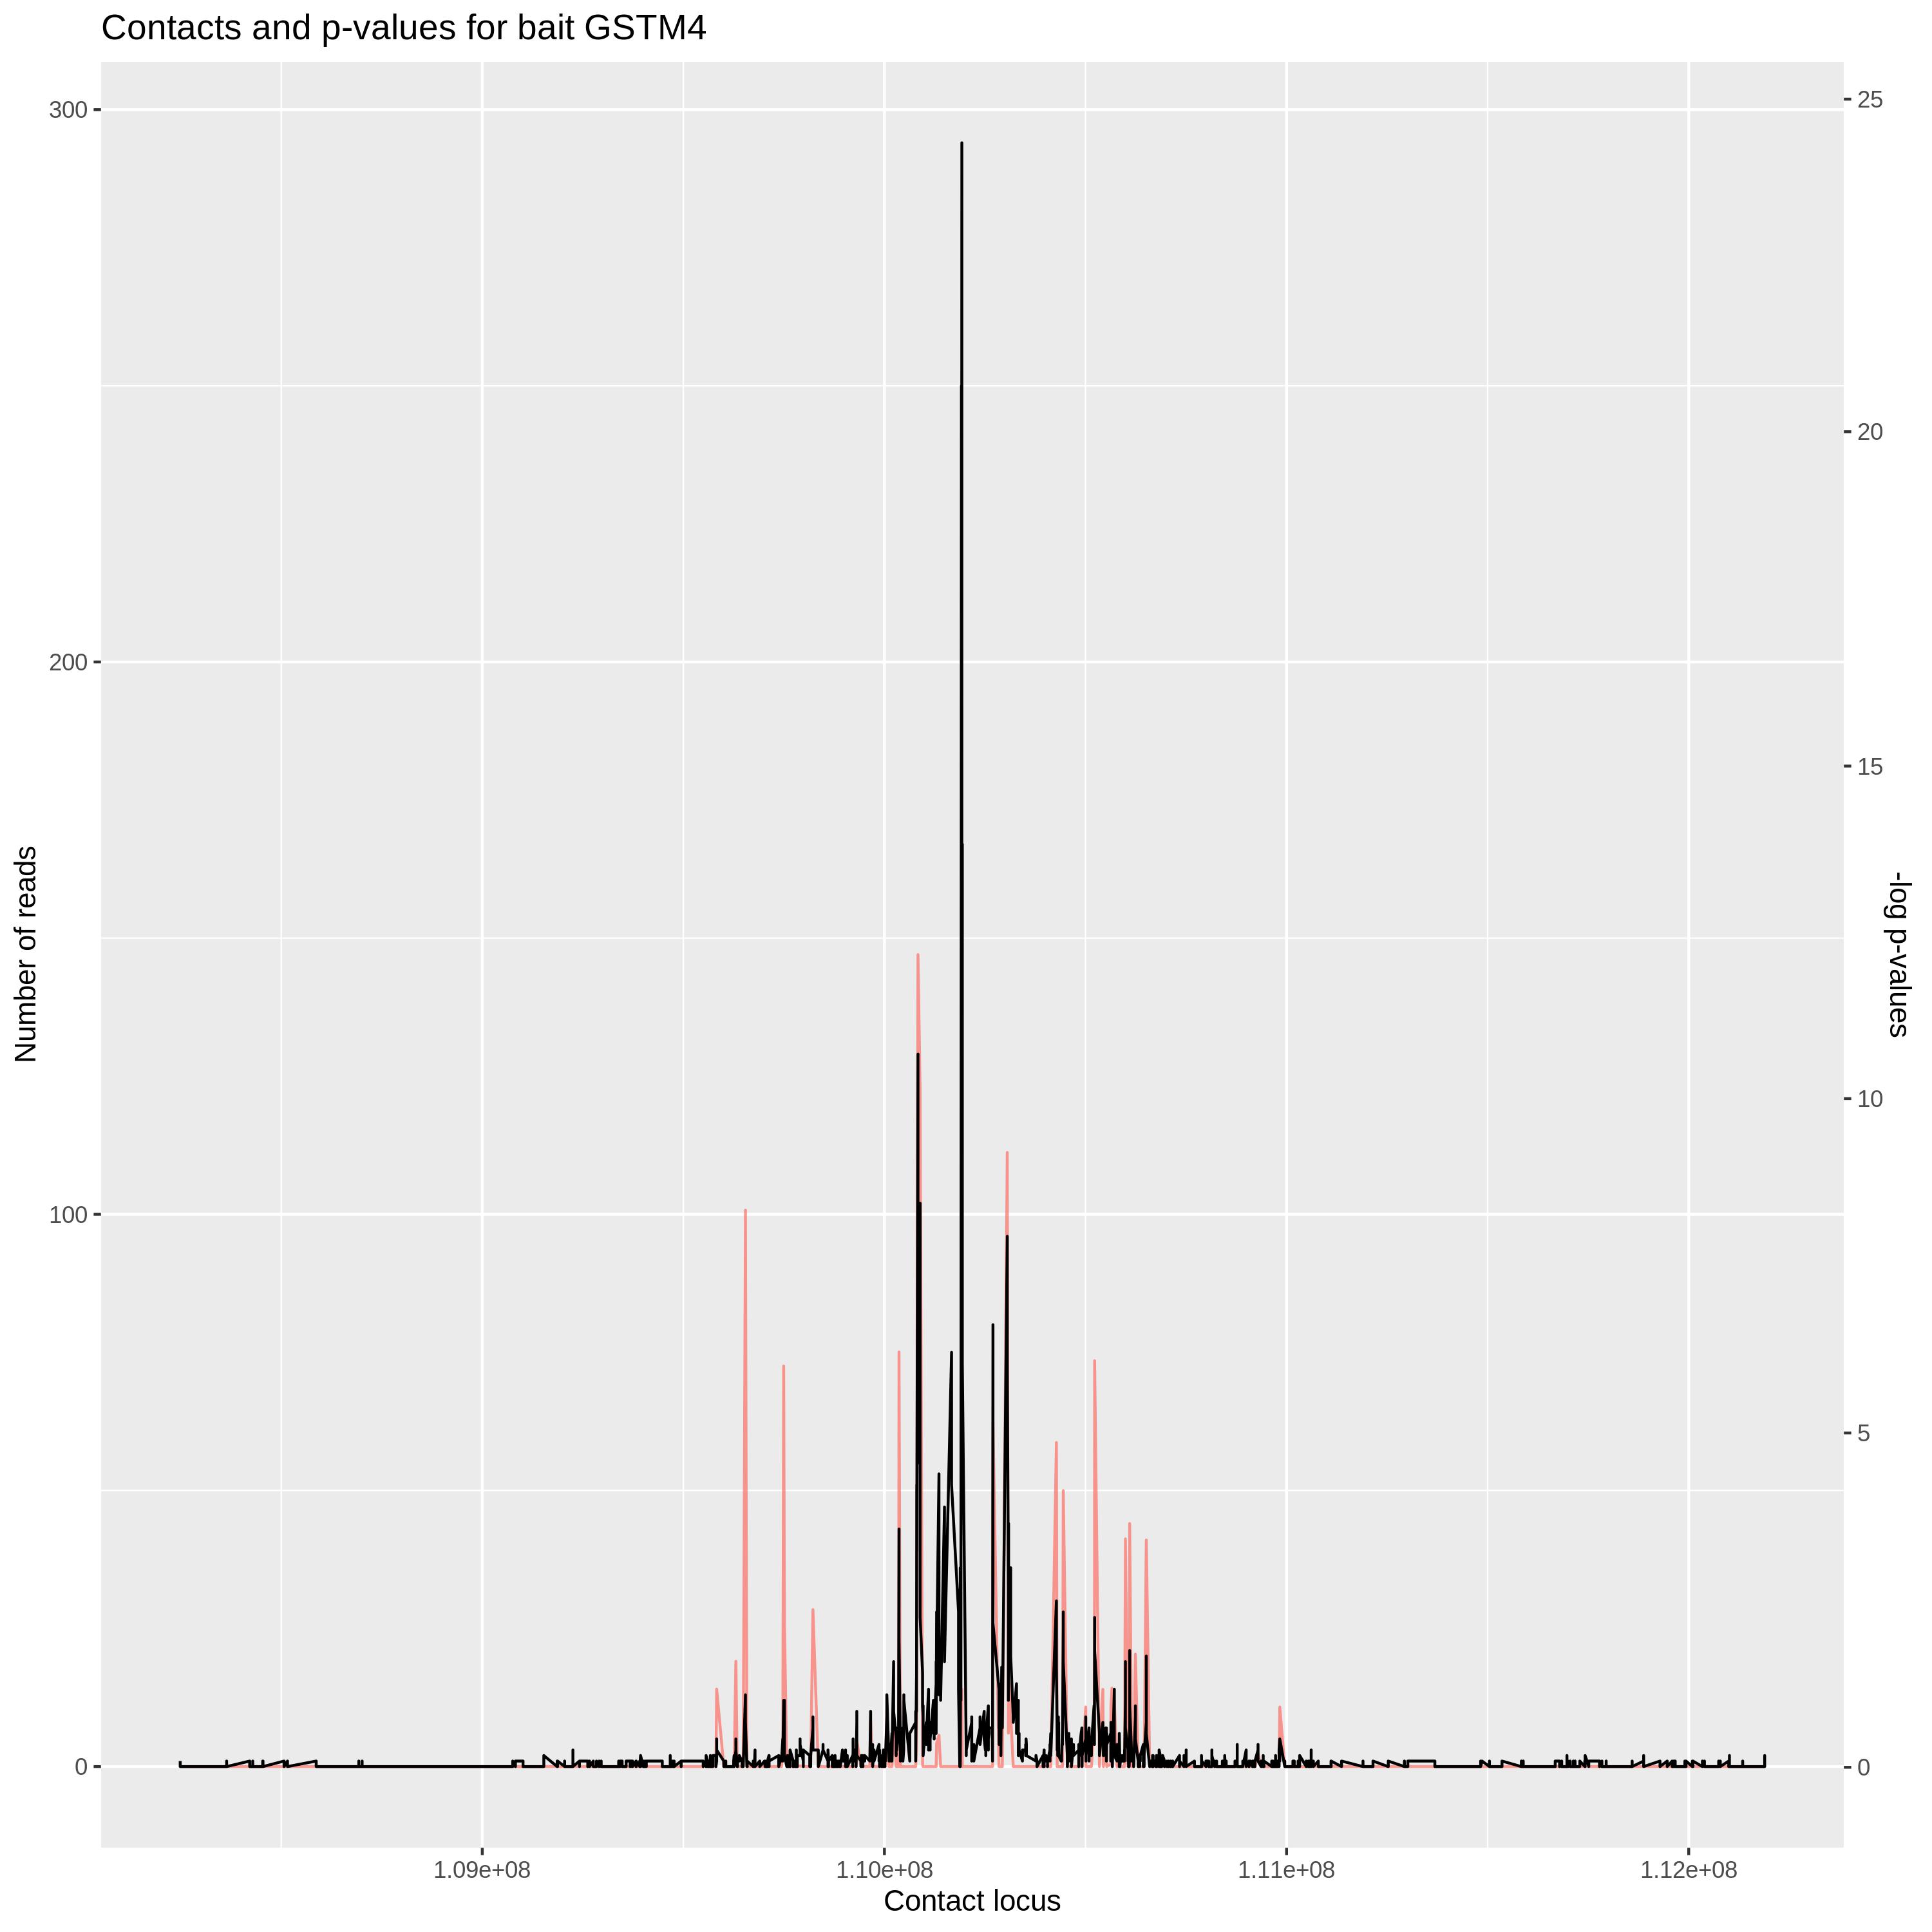 Contacts and p-values for bait GSTM4
300
200
100
0
Number of reads
25
20
15
10
5
0
-log p-values
1.09e+08
1.10e+08
1.11e+08
1.12e+08
Contact locus